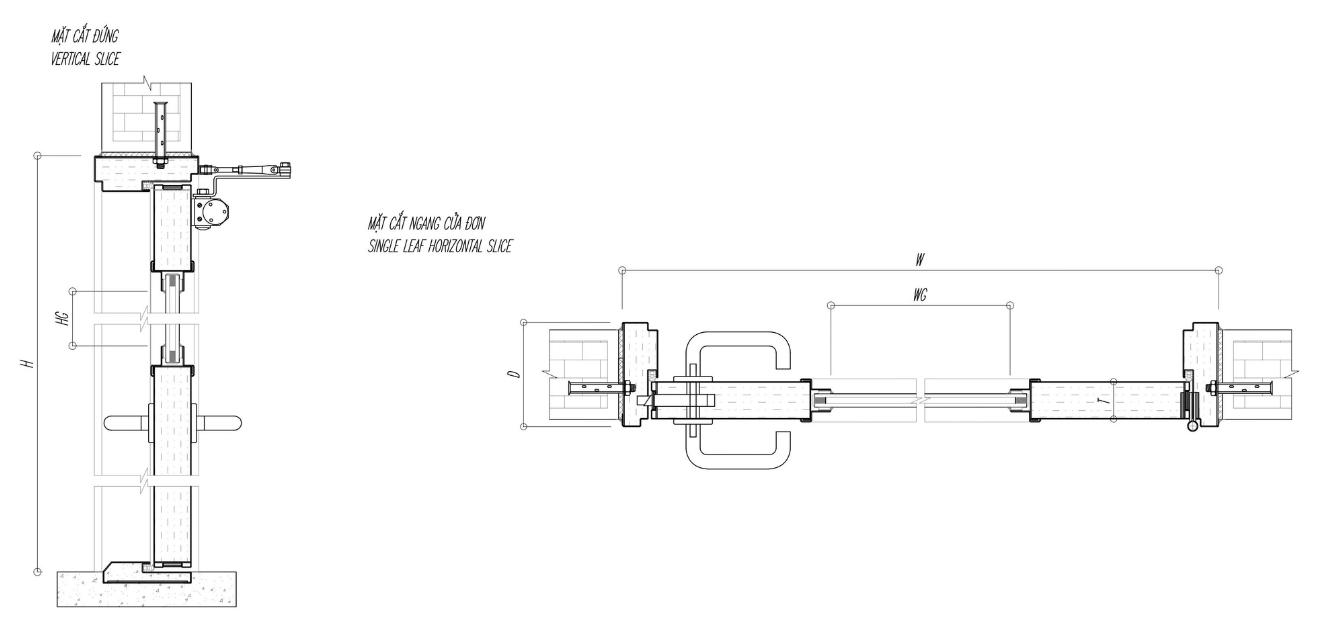 MẶT CẮT ĐỨNG
VERTICAL SLICE
MẶT CẮT NGANG CỬA ĐƠN
SINGLE LEAF HORIZONTAL SLICE
W
WG
HG
H
D
T